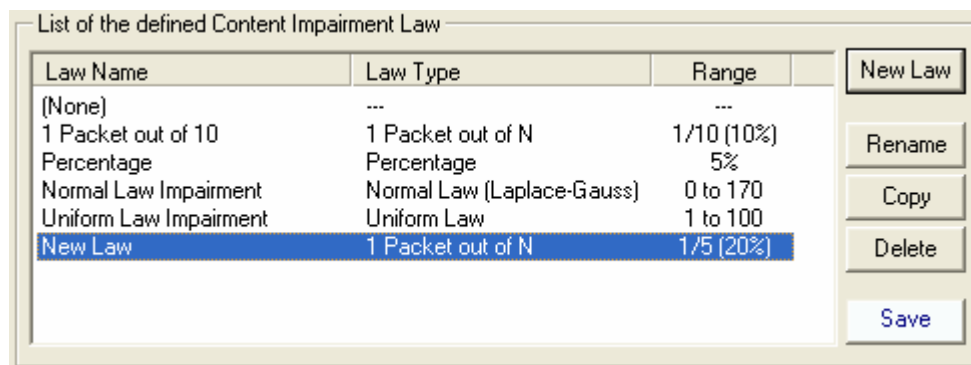 List of the defined Content Impairment Law
Law Name Law Type Range
(None) --- ---
1 Packet out of 10 1 Packet out of N 1/10 (10%)
Percentage Percentage 5%
Normal Law Impairment Normal Law (Laplace-Gauss) 0 to 170
Uniform Law Impairment Uniform Law 1 to 100
New Law 1 Packet out of N 1/5 (20%)
New Law
Rename
Copy
Delete
Save